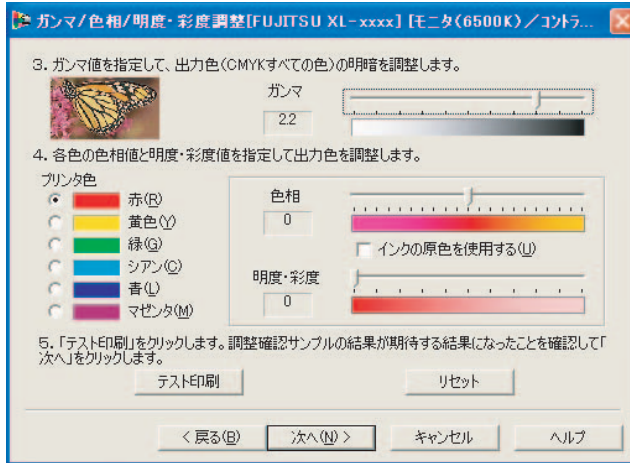 ガンマ/色相/明度・彩度調整[FUJITSU XL-xxxx] [モニタ(6500K)/コントラ...
3. ガンマ値を指定して、出力色(CMYKすべての色)の明暗を調整します。
ガンマ
2.2
4. 各色の色相値と明度・彩度値を指定して出力色を調整します。
プリンタ色
赤(R)
黄色(Y)
緑(G)
シアン(C)
青(L)
マゼンタ(M)
色相
0
インクの原色を使用する(U)
明度・彩度
0
5. 「テスト印刷」をクリックします。調整確認サンプルの結果が期待する結果になったことを確認して「
次へ」をクリックします。
テスト印刷
リセット
< 戻る(B)
次へ(N) >
キャンセル
ヘルプ